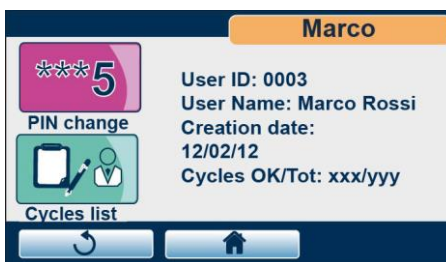 Marco
***5
PIN change
Cycles list
User ID: 0003
User Name: Marco Rossi
Creation date:
12/02/12
Cycles OK/Tot: xxx/yyy